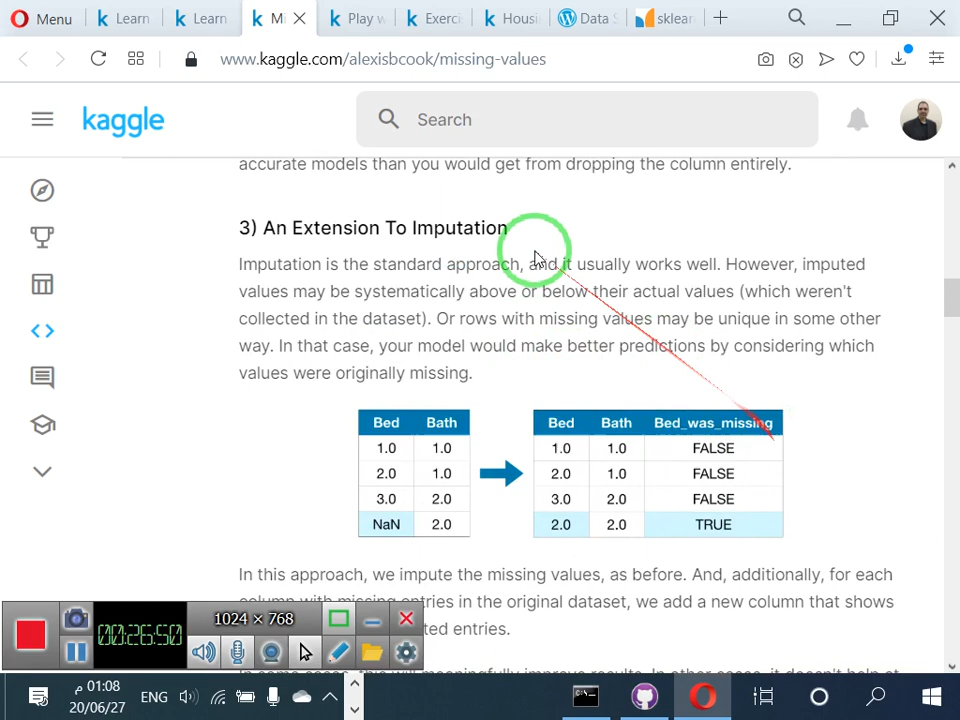 Menu
Learn
Learn
Mi
Play w
Exerci
Housi
Data S
sklear
www.kaggle.com/alexisbcook/missing-values
kaggle
Search
accurate models than you would get from dropping the column entirely.
3) An Extension To Imputation
Imputation is the standard approach, and it usually works well. However, imputed
values may be systematically above or below their actual values (which weren't
collected in the dataset). Or rows with missing values may be unique in some other
way. In that case, your model would make better predictions by considering which
values were originally missing.
Bed Bath
1.0 1.0
2.0 1.0
3.0 2.0
NaN 2.0
Bed Bath Bed_was_missing
1.0 1.0 FALSE
2.0 1.0 FALSE
3.0 2.0 FALSE
2.0 2.0 TRUE
In this approach, we impute the missing values, as before. And, additionally, for each
column with missing entries in the original dataset, we add a new column that shows
ted entries.
1024 × 768
00:26:50
01:08 م
20/06/27
ENG